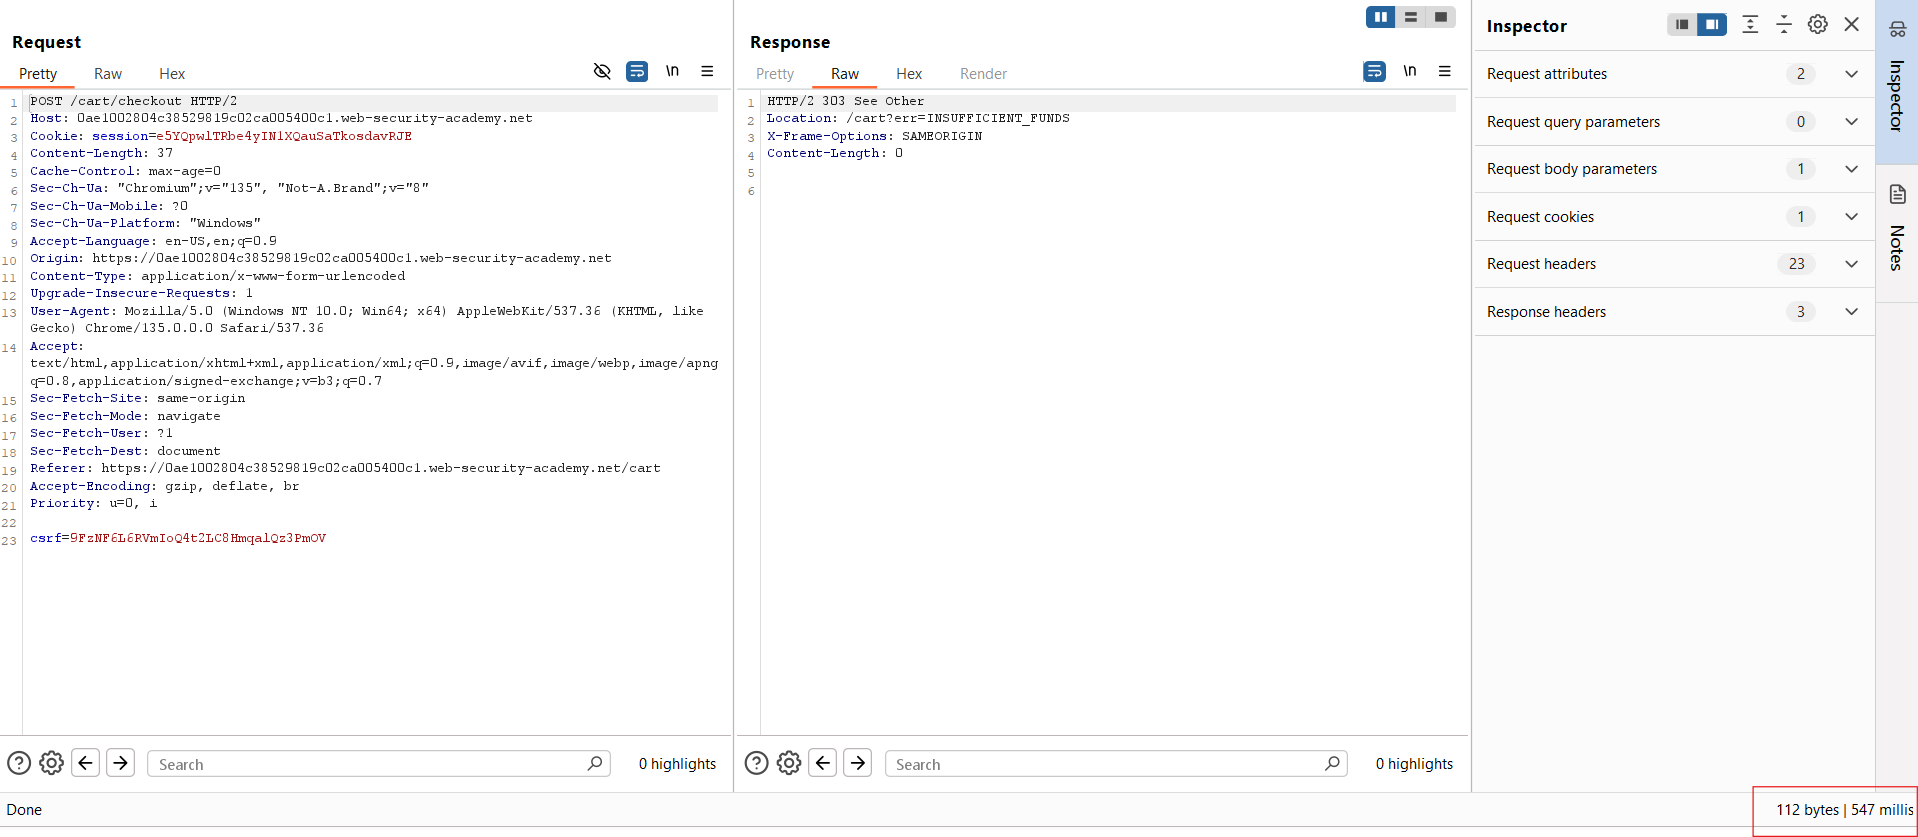 Request
Pretty Raw Hex
\n
1 POST /cart/checkout HTTP/2
2 Host: 0ae1002804c38529819c02ca005400c1.web-security-academy.net
3 Cookie: session=e5YQpwlTRbe4yIN1XQauSaTkosdavRJE
4 Content-Length: 37
5 Cache-Control: max-age=0
6 Sec-Ch-Ua: "Chromium";v="135", "Not-A.Brand";v="8"
7 Sec-Ch-Ua-Mobile: ?0
8 Sec-Ch-Ua-Platform: "Windows"
9 Accept-Language: en-US,en;q=0.9
10 Origin: https://0ae1002804c38529819c02ca005400c1.web-security-academy.net
11 Content-Type: application/x-www-form-urlencoded
12 Upgrade-Insecure-Requests: 1
13 User-Agent: Mozilla/5.0 (Windows NT 10.0; Win64; x64) AppleWebKit/537.36 (KHTML, like
Gecko) Chrome/135.0.0.0 Safari/537.36
14 Accept:
text/html,application/xhtml+xml,application/xml;q=0.9,image/avif,image/webp,image/apng
q=0.8,application/signed-exchange;v=b3;q=0.7
15 Sec-Fetch-Site: same-origin
16 Sec-Fetch-Mode: navigate
17 Sec-Fetch-User: ?1
18 Sec-Fetch-Dest: document
19 Referer: https://0ae1002804c38529819c02ca005400c1.web-security-academy.net/cart
20 Accept-Encoding: gzip, deflate, br
21 Priority: u=0, i
22
23 csrf=9FzNF6L6RVmIoQ4t2LC8HmqalQz3PmOV
Search
0 highlights
Response
Pretty Raw Hex Render
\n
1 HTTP/2 303 See Other
2 Location: /cart?err=INSUFFICIENT_FUNDS
3 X-Frame-Options: SAMEORIGIN
4 Content-Length: 0
5
6
Search
0 highlights
Inspector
Request attributes 2
Request query parameters 0
Request body parameters 1
Request cookies 1
Request headers 23
Response headers 3
Inspector
Notes
Done
112 bytes | 547 millis